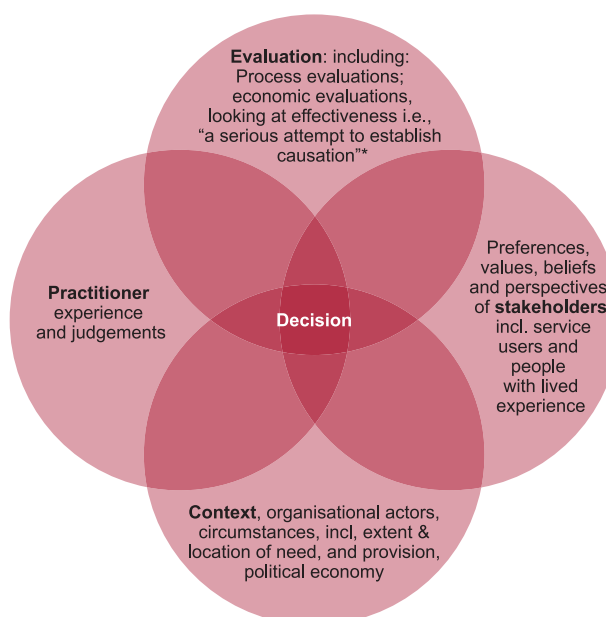 Evaluation: including:
Process evaluations;
economic evaluations,
looking at effectiveness i.e.,
“a serious attempt to establish
causation”*
Practitioner
experience
and judgements
Decision
Preferences,
values, beliefs
and perspectives
of stakeholders
incl. service
users and
people
with lived
experience
Context, organisational actors,
circumstances, incl, extent &
location of need, and provision,
political economy